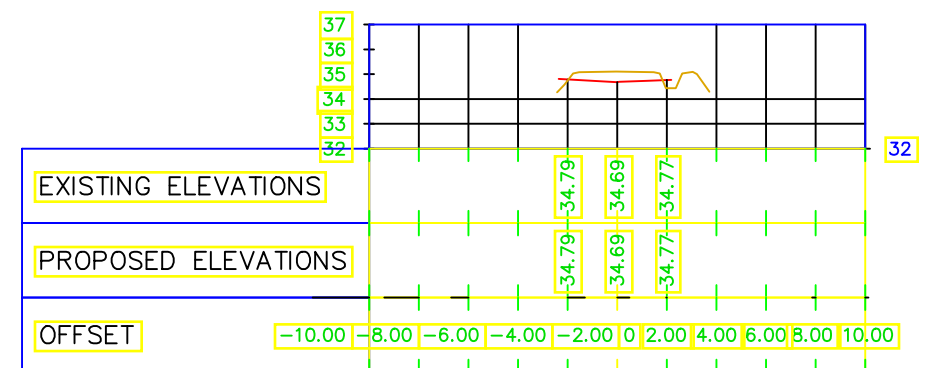 37
36
35
34
33
32
32
EXISTING ELEVATIONS 34.79 34.69 34.77
PROPOSED ELEVATIONS 34.79 34.69 34.77
OFFSET -10.00 -8.00 -6.00 -4.00 -2.00 0 2.00 4.00 6.00 8.00 10.00